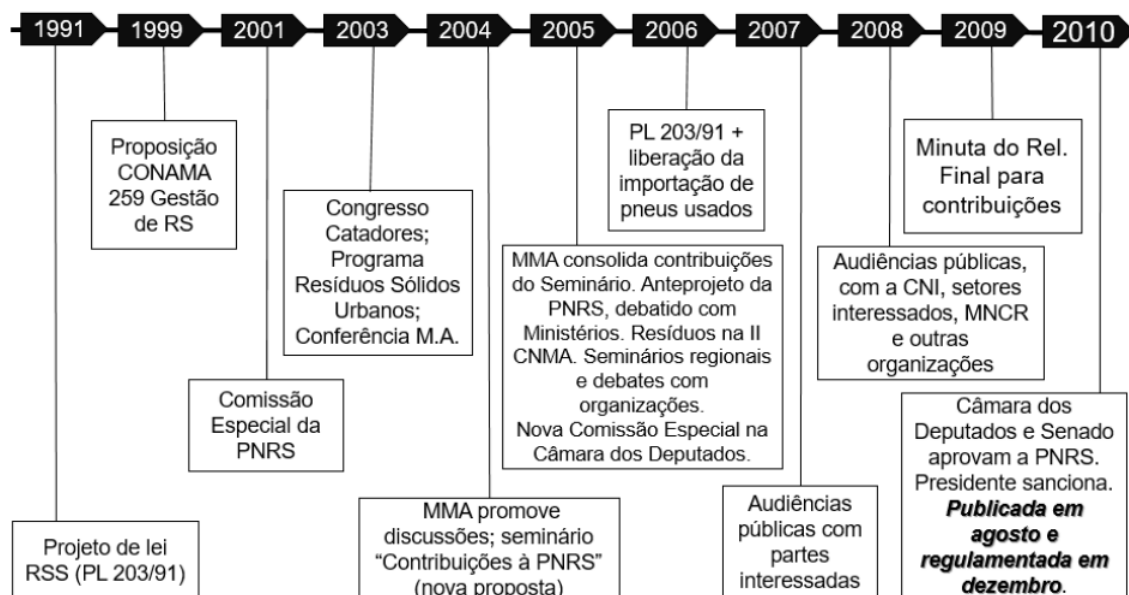 1991 1999 2001 2003 2004 2005 2006 2007 2008 2009 2010
Projeto de lei
RSS (PL 203/91)
Proposição
CONAMA
259 Gestão
de RS
Comissão
Especial da
PNRS
Congresso
Catadores;
Programa
Resíduos Sólidos
Urbanos;
Conferência M.A.
MMA promove
discussões; seminário
“Contribuições à PNRS”
(nova proposta)
MMA consolida contribuições
do Seminário. Anteprojeto da
PNRS, debatido com
Ministérios. Resíduos na II
CNMA. Seminários regionais
e debates com
organizações.
Nova Comissão Especial na
Câmara dos Deputados.
PL 203/91 +
liberação da
importação de
pneus usados
Audiências
públicas com
partes
interessadas
Audiências públicas,
com a CNI, setores
interessados, MNCR
e outras
organizações
Minuta do Rel.
Final para
contribuições
Câmara dos
Deputados e Senado
aprovam a PNRS.
Presidente sanciona.
Publicada em
agosto e
regulamentada em
dezembro.